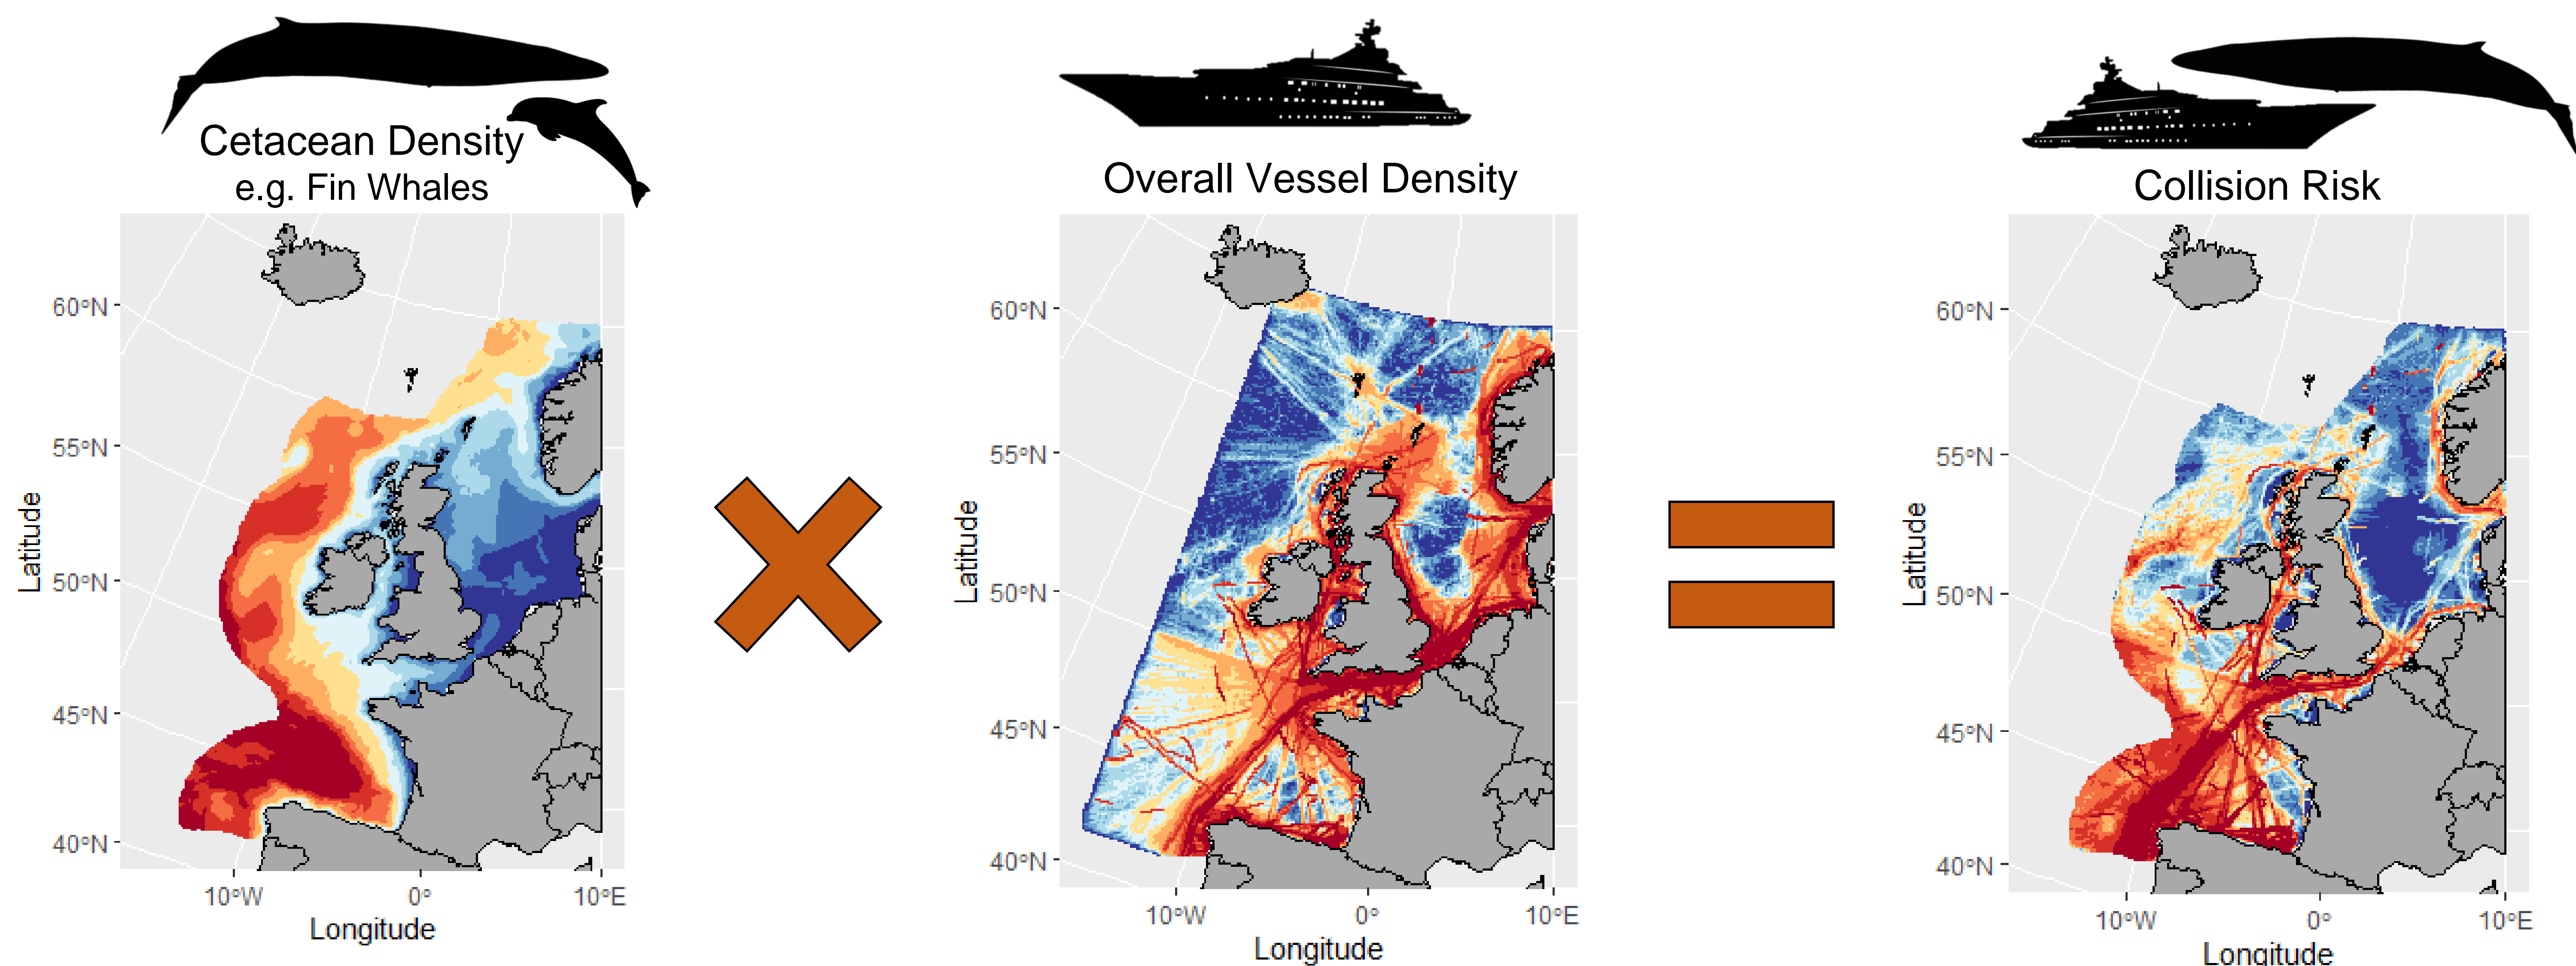 Cetacean Density
e.g. Fin Whales
60°N
55°N
50°N
45°N
40°N
Latitude
10°W 0° 10°E
Longitude
Overall Vessel Density
60°N
55°N
50°N
45°N
40°N
Latitude
10°W 0° 10°E
Longitude
Collision Risk
60°N
55°N
50°N
45°N
40°N
Latitude
10°W 0° 10°E
Longitude